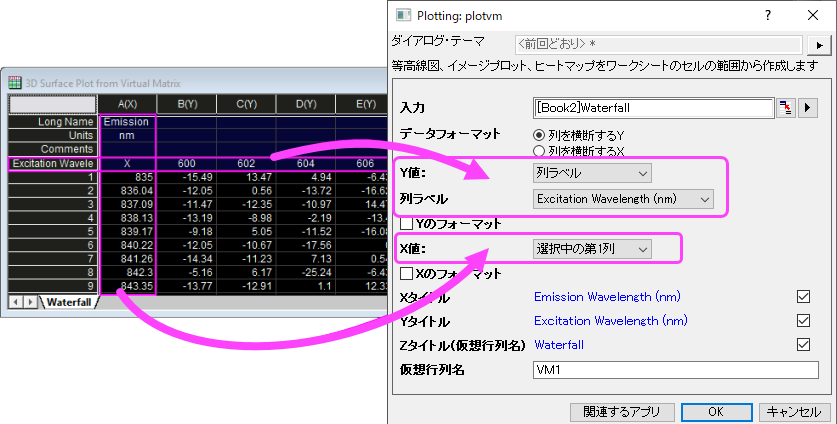 3D Surface Plot from Virtual Matrix
A(X) B(Y) C(Y) D(Y) E(Y)
Long Name Emission
Units nm
Comments
Excitation Wavele X 600 602 604 606
1 835 -15.49 13.47 4.94 -6.43
2 836.04 -12.05 0.56 -13.72 -16.62
3 837.09 -11.47 -12.35 -10.97 14.47
4 838.13 -13.19 -8.98 -2.19 -13.4
5 839.17 -9.18 5.05 -11.52 -16.08
6 840.22 -12.05 -10.67 -17.56
7 841.26 -14.34 -11.23 7.13 0.54
8 842.3 -5.16 6.17 -25.24 -6.43
9 843.35 -13.77 -12.91 1.1 12.33
Waterfall
Plotting: plotvm
ダイアログ・テーマ <前回どおり> *
等高線図、イメージプロット、ヒートマップをワークシートのセルの範囲から作成します
入力 [Book2]Waterfall
データフォーマット 列を横断するY
列を横断するX
Y値: 列ラベル
列ラベル Excitation Wavelength (nm)
Yのフォーマット
X値: 選択中の第1列
Xのフォーマット
Xタイトル Emission Wavelength (nm)
Yタイトル Excitation Wavelength (nm)
Zタイトル(仮想行列名) Waterfall
仮想行列名 VM1
関連するアプリ OK キャンセル